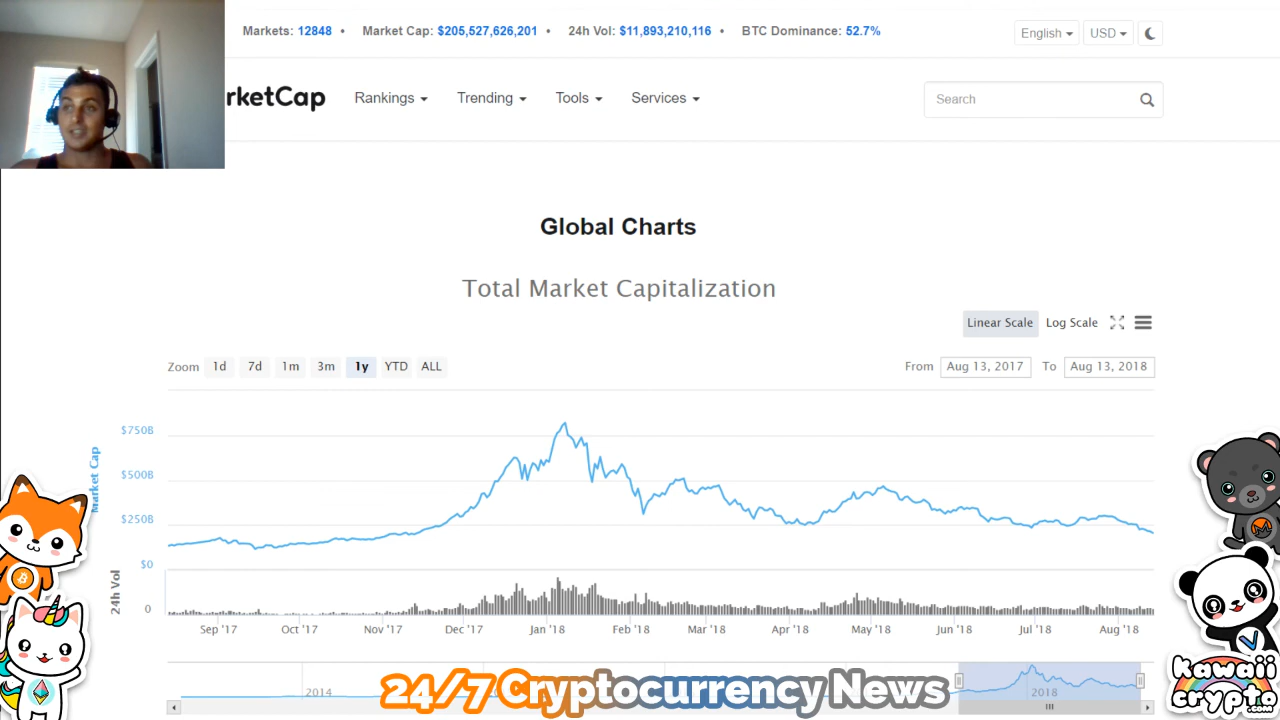 Markets: 12848 • Market Cap: $205,527,626,201 • 24h Vol: $11,893,210,116 • BTC Dominance: 52.7%
English USD
rketCap Rankings Trending Tools Services Search
Global Charts
Total Market Capitalization
Linear Scale Log Scale
Zoom 1d 7d 1m 3m 1y YTD ALL From Aug 13, 2017 To Aug 13, 2018
Market Cap
$750B
$500B
$250B
$0
24h Vol
0
Sep '17 Oct '17 Nov '17 Dec '17 Jan '18 Feb '18 Mar '18 Apr '18 May '18 Jun '18 Jul '18 Aug '18
2014 2018
24/7 Cryptocurrency News
kawaii
crypto
.com